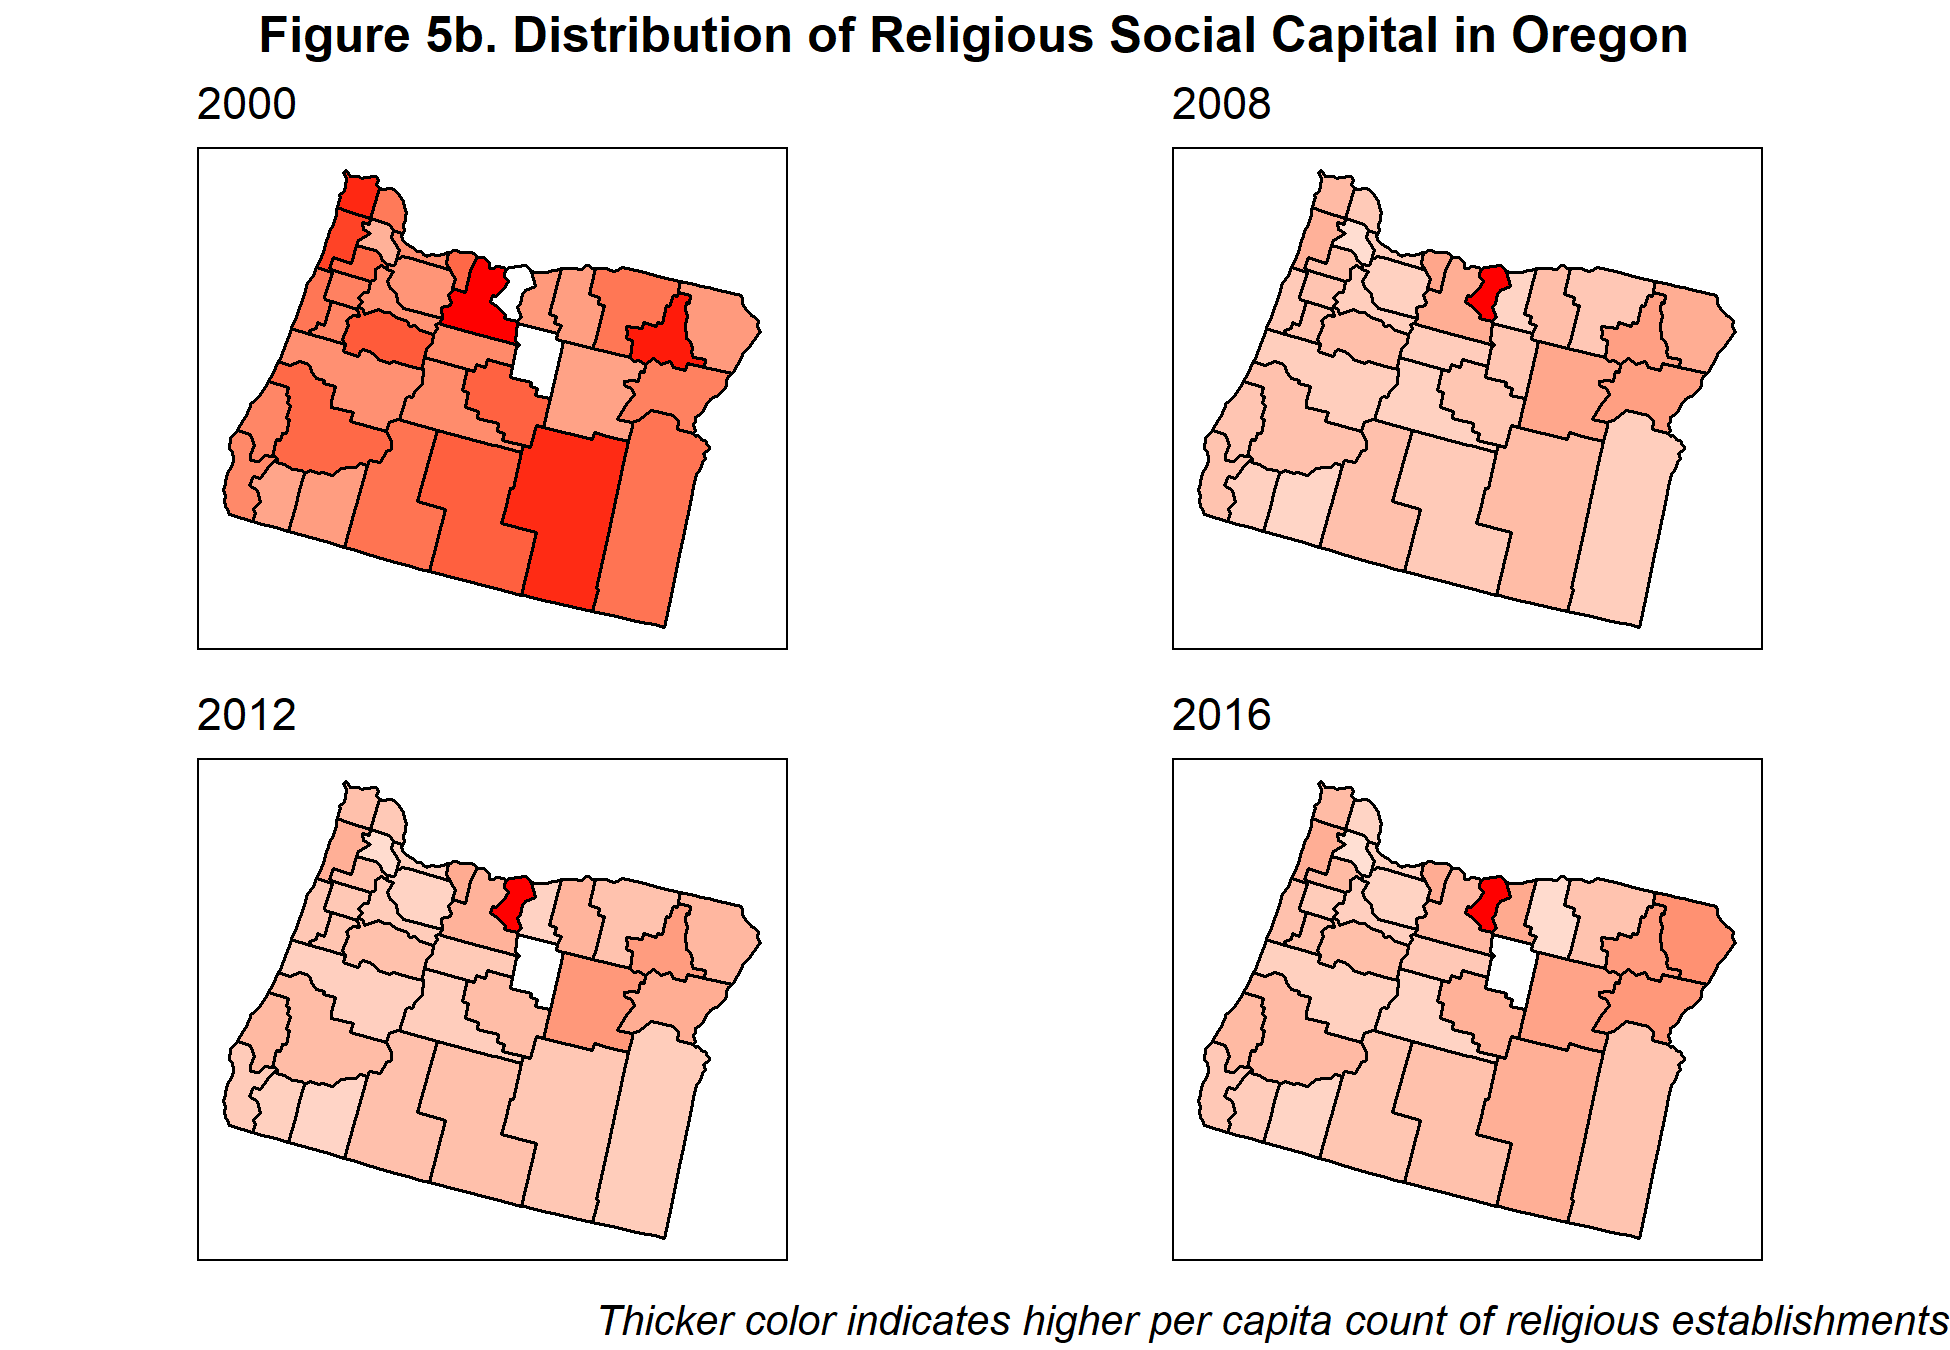 Figure 5b. Distribution of Religious Social Capital in Oregon
2000
2008
2012
2016
Thicker color indicates higher per capita count of religious establishments